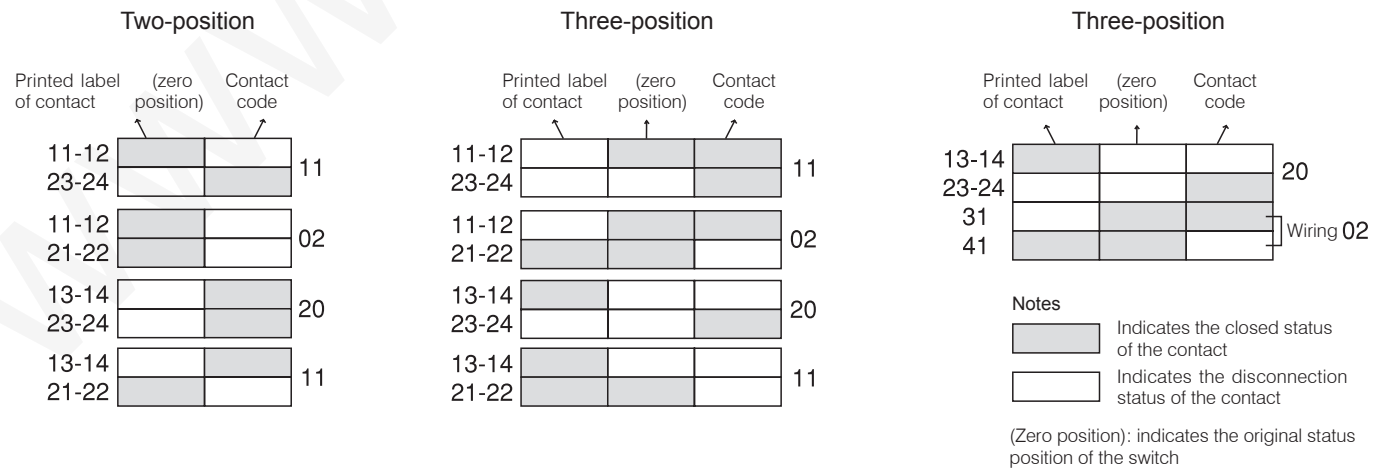 Two-position
Printed label of contact
(zero position)
Contact code
11-12
23-24
11
11-12
21-22
02
13-14
23-24
20
13-14
21-22
11
Three-position
Printed label of contact
(zero position)
Contact code
11-12
23-24
11
11-12
21-22
02
13-14
23-24
20
13-14
21-22
11
Three-position
Printed label of contact
(zero position)
Contact code
13-14
23-24
20
31
41
Wiring 02
Notes
Indicates the closed status
of the contact
Indicates the disconnection
status of the contact
(Zero position): indicates the original status
position of the switch